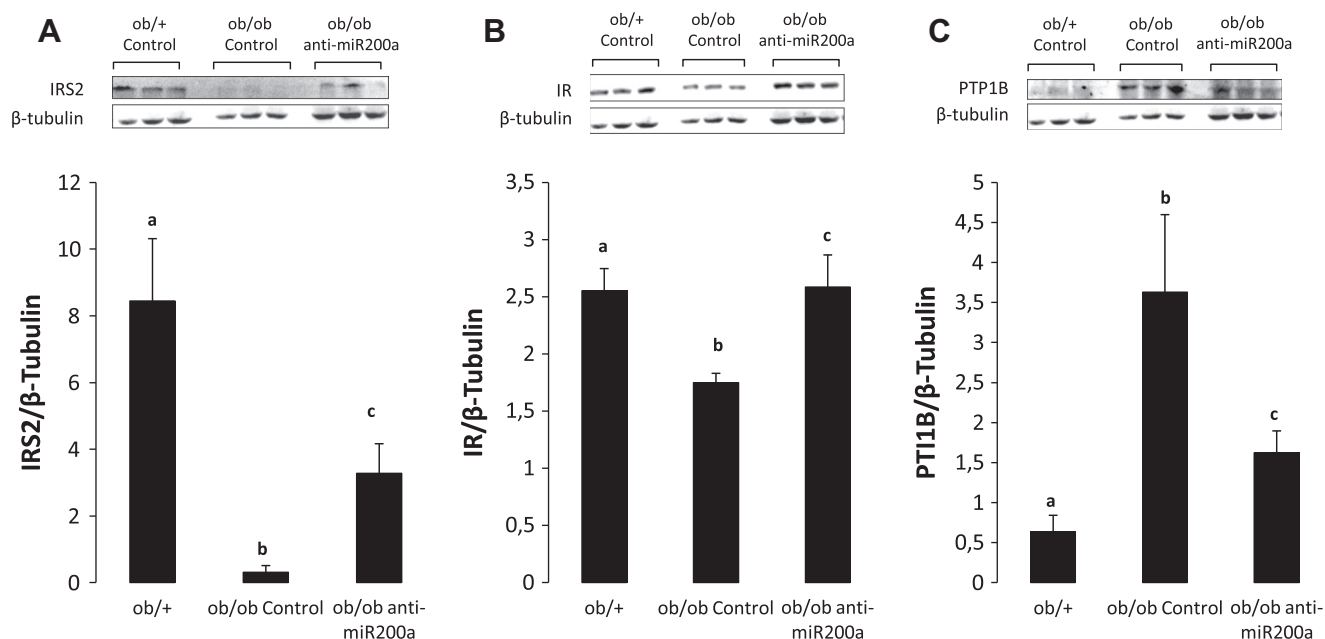 A
ob/+
Control
ob/ob
Control
ob/ob
anti-miR200a
IRS2
β-tubulin
12
10
8
6
4
2
0
IRS2/β-Tubulin
a
b
c
ob/+
ob/ob Control
ob/ob anti-
miR200a
B
ob/+
Control
ob/ob
Control
ob/ob
anti-miR200a
IR
β-tubulin
3,5
3
2,5
2
1,5
1
0,5
0
IR/β-Tubulin
a
b
c
ob/+
ob/ob Control
ob/ob anti-
miR200a
C
ob/+
Control
ob/ob
Control
ob/ob
anti-miR200a
PTP1B
β-tubulin
5
4,5
4
3,5
3
2,5
2
1,5
1
0,5
0
PTI1B/β-Tubulin
a
b
c
ob/+
ob/ob Control
ob/ob anti-
miR200a